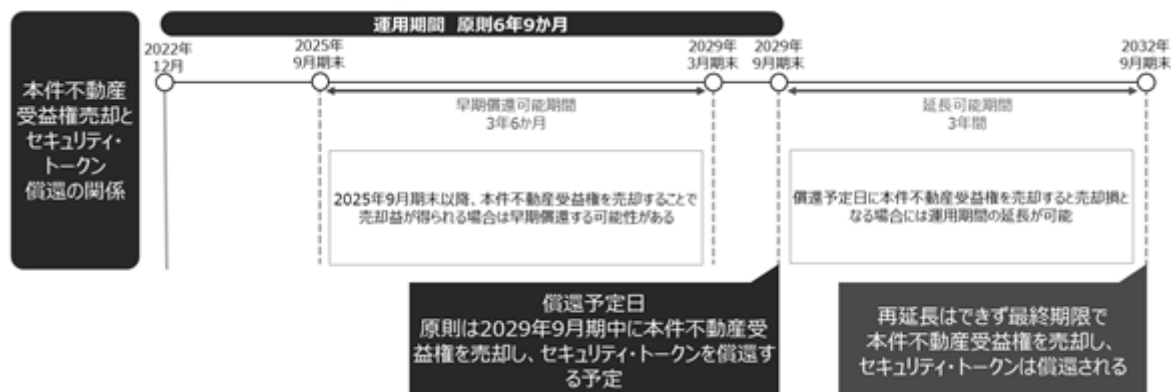 運用期間 原則6年9か月
2022年
12月
2025年
9月期末
2029年
3月期末
2029年
9月期末
2032年
9月期末
本件不動産
受益権売却と
セキュリティ・
トークン
償還の関係
早期償還可能期間
3年6か月
延長可能期間
3年間
2025年9月期末以降、本件不動産受益権を売却することで
売却益が得られる場合は早期償還する可能性がある
償還予定日に本件不動産受益権を売却すると売却損と
なる場合には運用期間の延長が可能
償還予定日
原則は2029年9月期中に本件不動産受
益権を売却し、セキュリティ・トークンを償還す
る予定
再延長はできず最終期限で
本件不動産受益権を売却し、
セキュリティ・トークンは償還される